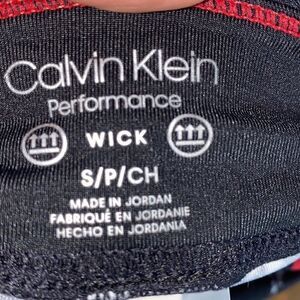 Calvin Klein
Performance
WICK
S/P/CH
MADE IN JORDAN
FABRIQUÉ EN JORDANIE
HECHO EN JORDANIA